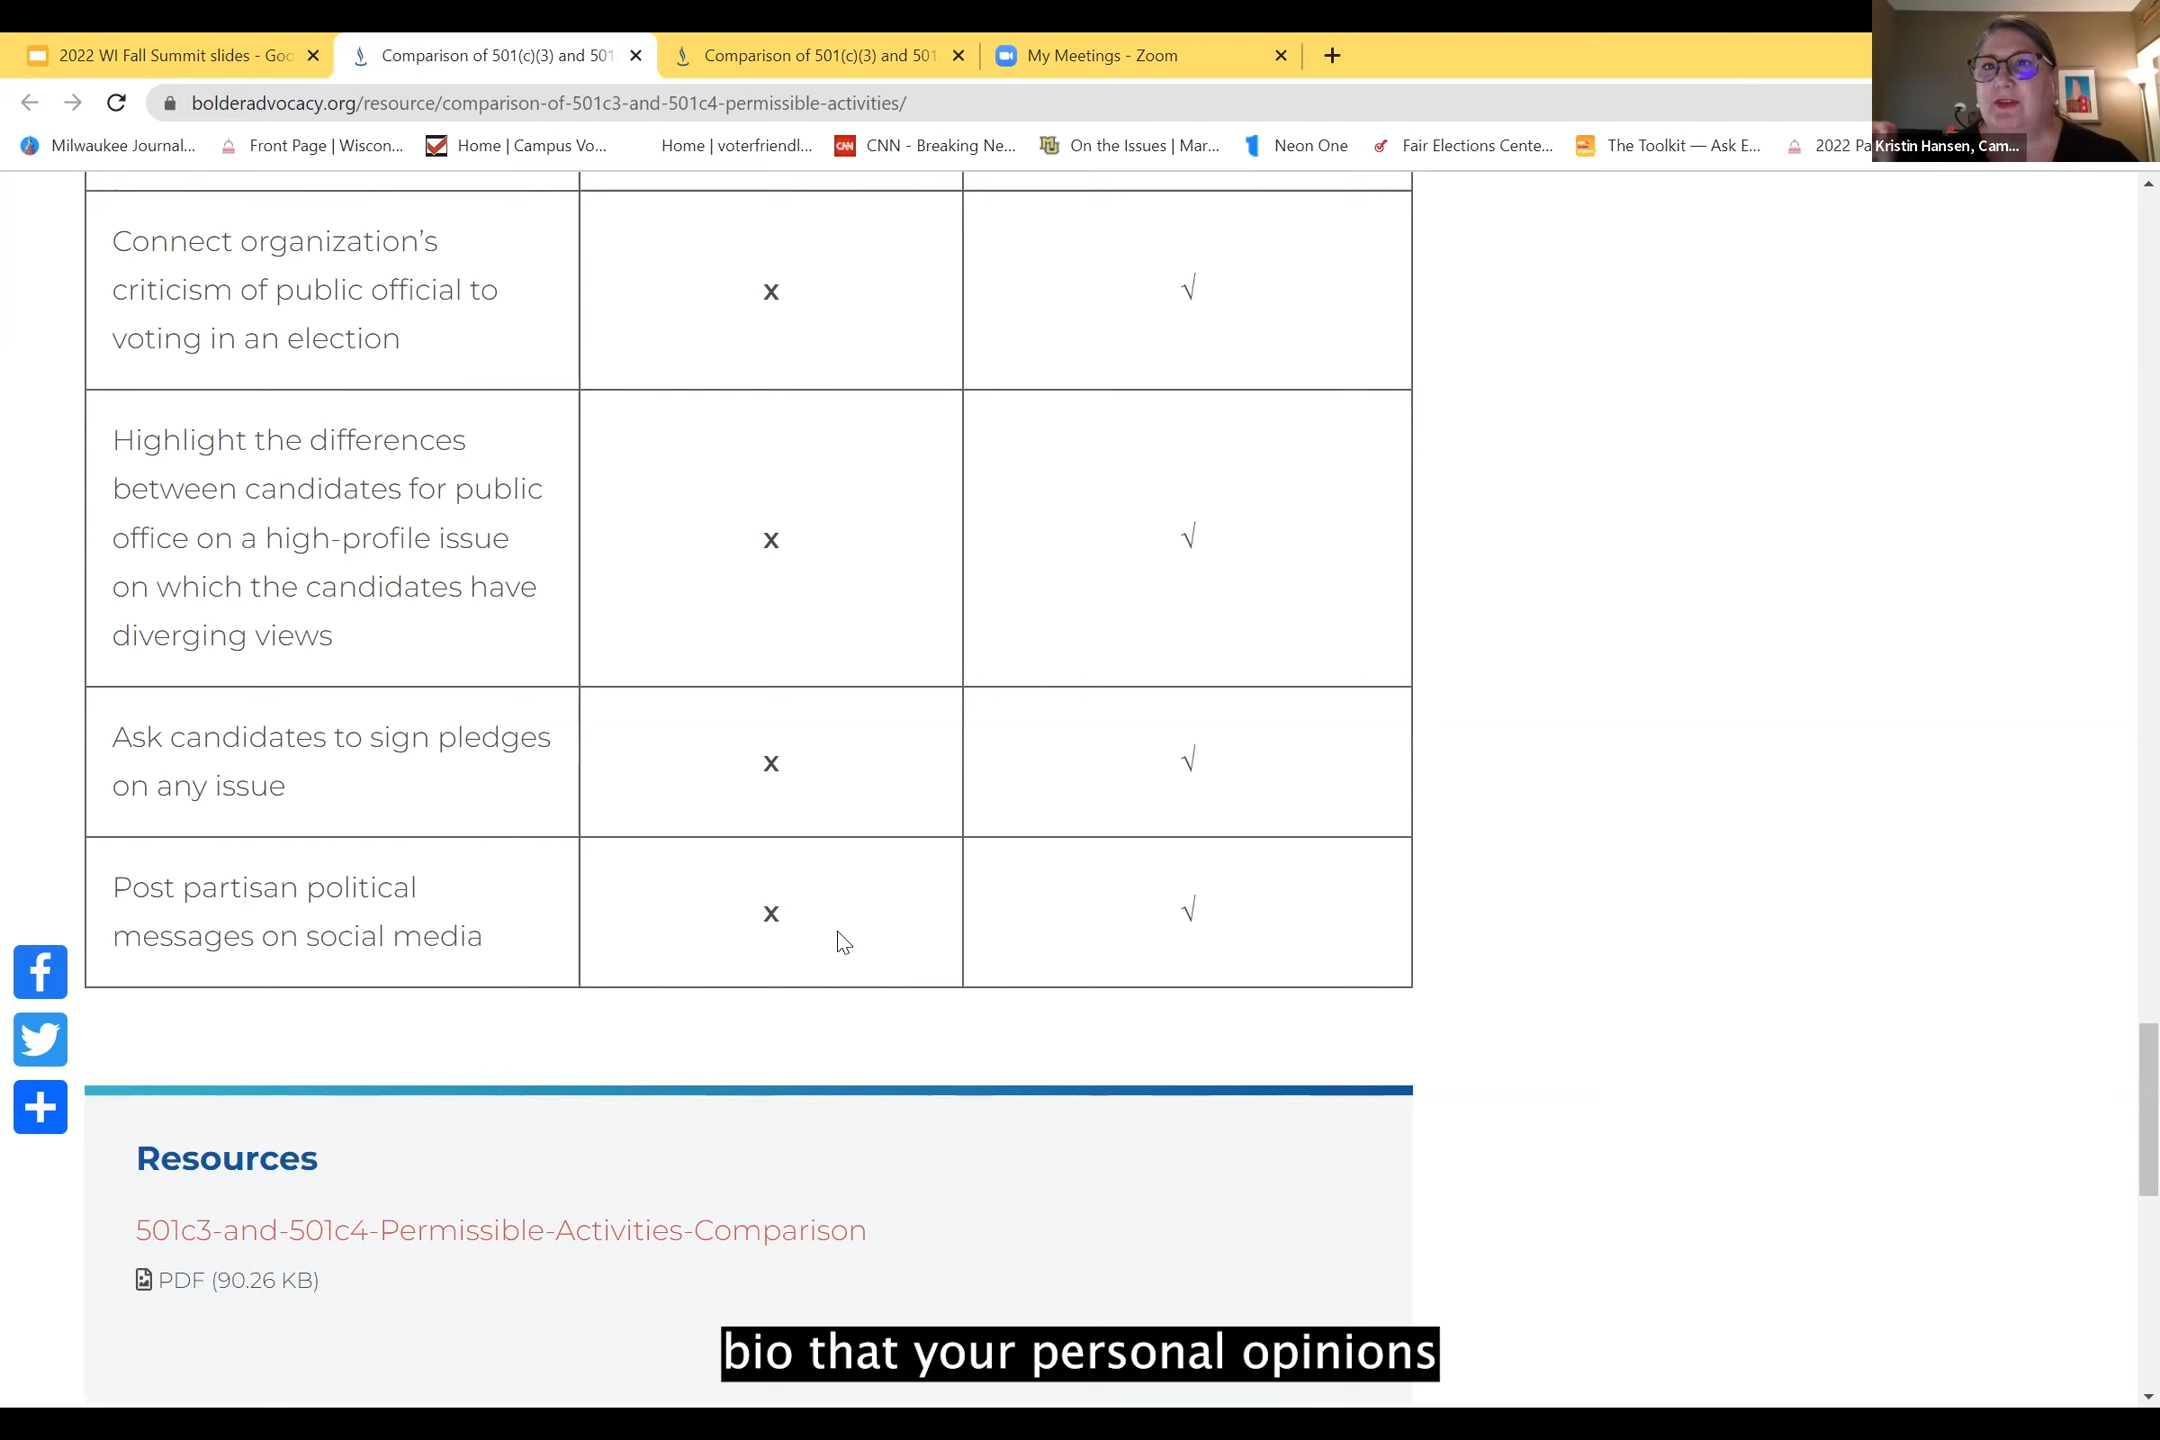 2022 WI Fall Summit slides - Goo
Comparison of 501(c)(3) and 501
Comparison of 501(c)(3) and 501
My Meetings - Zoom
bolderadvocacy.org/resource/comparison-of-501c3-and-501c4-permissible-activities/
Milwaukee Journal...
Front Page | Wiscon...
Home | Campus Vo...
Home | voterfriendl...
CNN
CNN - Breaking Ne...
On the Issues | Mar...
Neon One
Fair Elections Cente...
The Toolkit — Ask E...
2022 Pa
Kristin Hansen, Cam...
Connect organization’s
criticism of public official to
voting in an election
x
√
Highlight the differences
between candidates for public
office on a high-profile issue
on which the candidates have
diverging views
x
√
Ask candidates to sign pledges
on any issue
x
√
Post partisan political
messages on social media
x
√
Resources
501c3-and-501c4-Permissible-Activities-Comparison
PDF (90.26 KB)
bio that your personal opinions